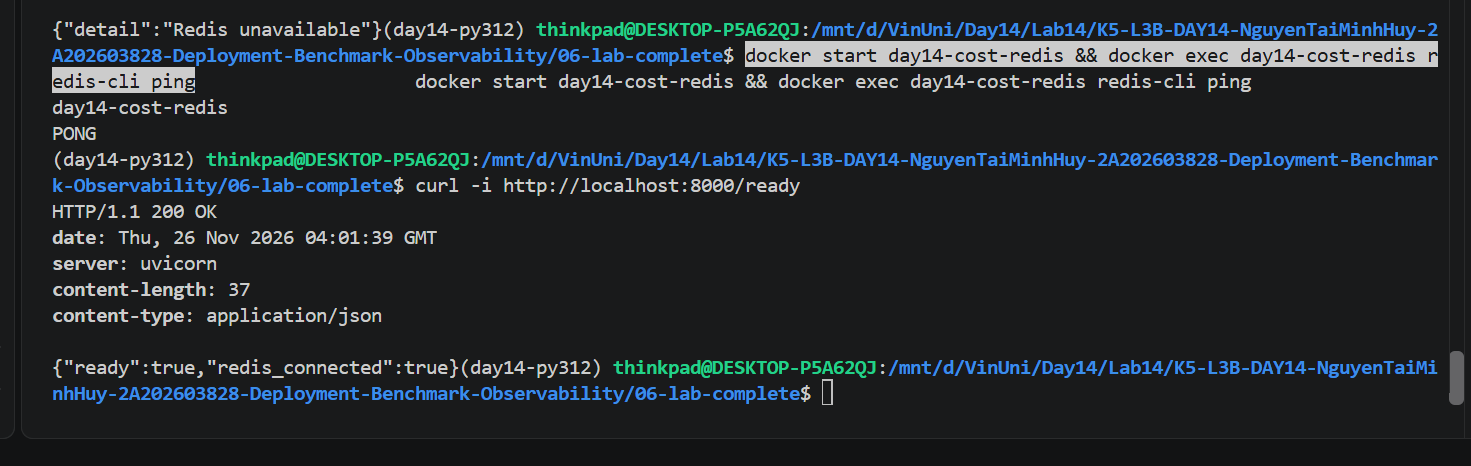 {"detail":"Redis unavailable"}(day14-py312) thinkpad@DESKTOP-P5A62QJ:/mnt/d/VinUni/Day14/Lab14/K5-L3B-DAY14-NguyenTaiMinhHuy-2
A202603828-Deployment-Benchmark-Observability/06-lab-complete$ docker start day14-cost-redis && docker exec day14-cost-redis r
edis-cli ping                    docker start day14-cost-redis && docker exec day14-cost-redis redis-cli ping
day14-cost-redis
PONG
(day14-py312) thinkpad@DESKTOP-P5A62QJ:/mnt/d/VinUni/Day14/Lab14/K5-L3B-DAY14-NguyenTaiMinhHuy-2A202603828-Deployment-Benchmar
k-Observability/06-lab-complete$ curl -i http://localhost:8000/ready
HTTP/1.1 200 OK
date: Thu, 26 Nov 2026 04:01:39 GMT
server: uvicorn
content-length: 37
content-type: application/json

{"ready":true,"redis_connected":true}(day14-py312) thinkpad@DESKTOP-P5A62QJ:/mnt/d/VinUni/Day14/Lab14/K5-L3B-DAY14-NguyenTaiMi
nhHuy-2A202603828-Deployment-Benchmark-Observability/06-lab-complete$